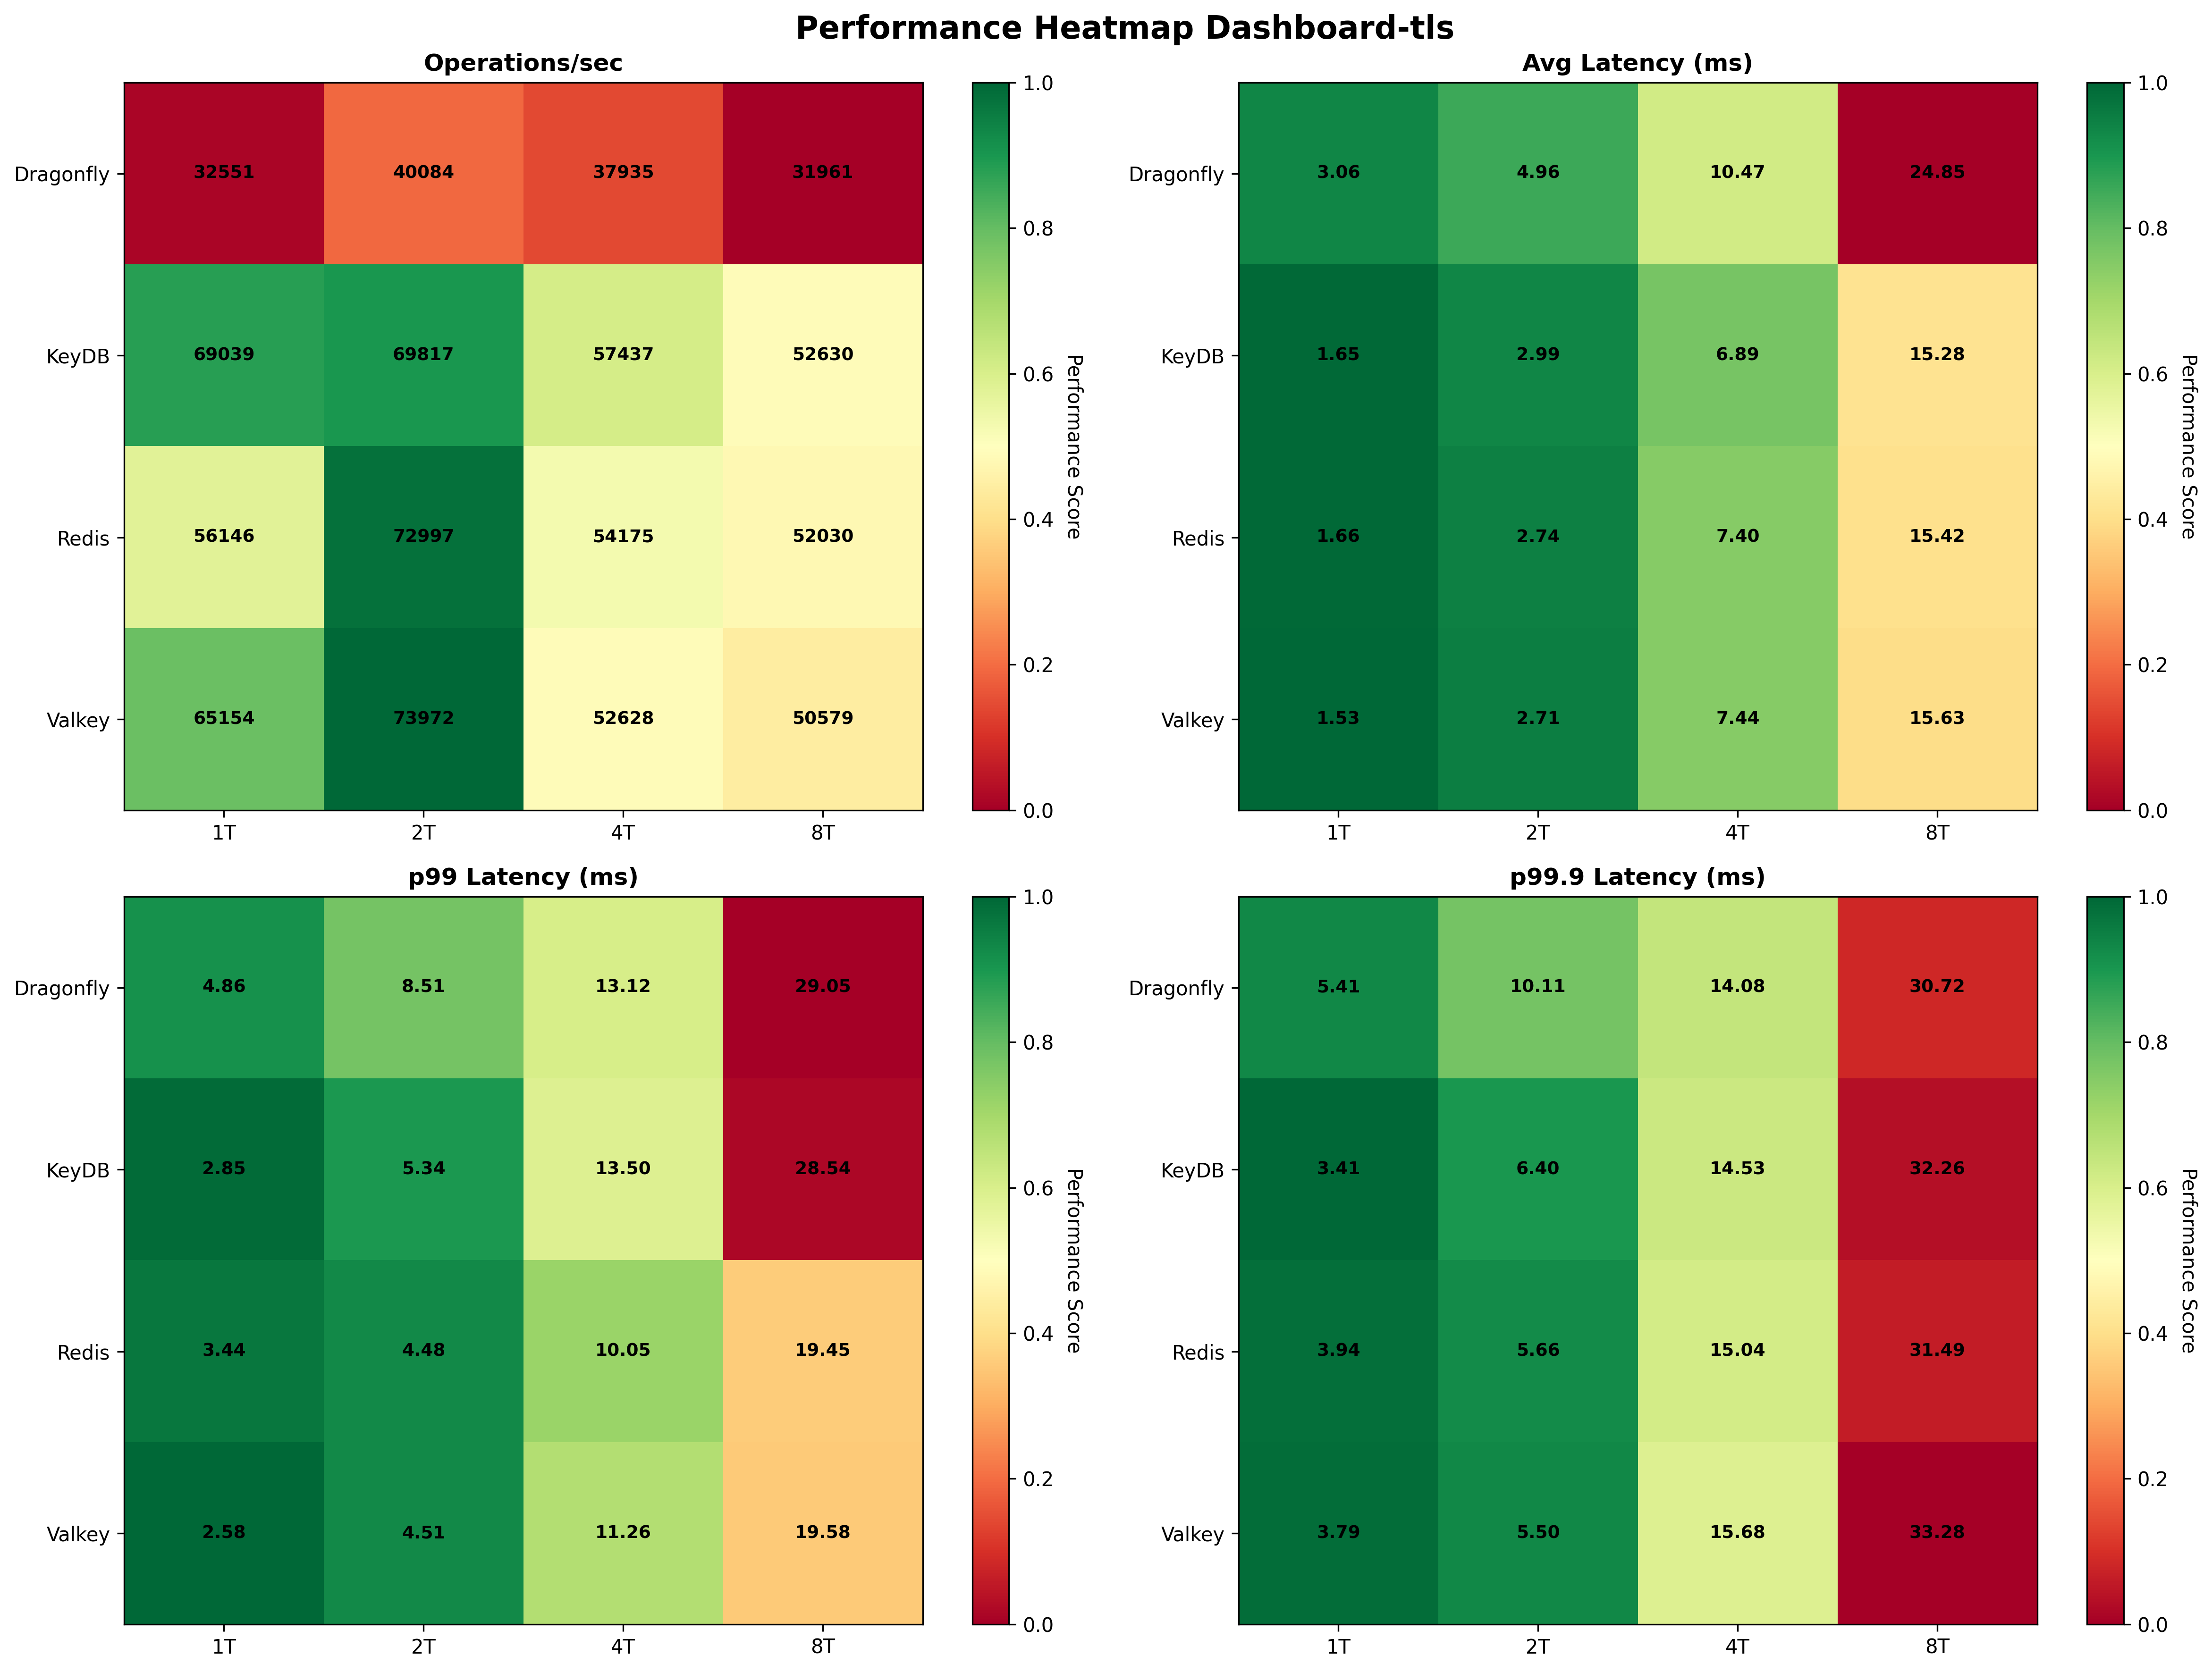 Performance Heatmap Dashboard-tls
Operations/sec
Dragonfly 32551 40084 37935 31961
KeyDB 69039 69817 57437 52630
Redis 56146 72997 54175 52030
Valkey 65154 73972 52628 50579
1T 2T 4T 8T
1.0
0.8
0.6
0.4
0.2
0.0
Performance Score
Avg Latency (ms)
Dragonfly 3.06 4.96 10.47 24.85
KeyDB 1.65 2.99 6.89 15.28
Redis 1.66 2.74 7.40 15.42
Valkey 1.53 2.71 7.44 15.63
1T 2T 4T 8T
1.0
0.8
0.6
0.4
0.2
0.0
Performance Score
p99 Latency (ms)
Dragonfly 4.86 8.51 13.12 29.05
KeyDB 2.85 5.34 13.50 28.54
Redis 3.44 4.48 10.05 19.45
Valkey 2.58 4.51 11.26 19.58
1T 2T 4T 8T
1.0
0.8
0.6
0.4
0.2
0.0
Performance Score
p99.9 Latency (ms)
Dragonfly 5.41 10.11 14.08 30.72
KeyDB 3.41 6.40 14.53 32.26
Redis 3.94 5.66 15.04 31.49
Valkey 3.79 5.50 15.68 33.28
1T 2T 4T 8T
1.0
0.8
0.6
0.4
0.2
0.0
Performance Score